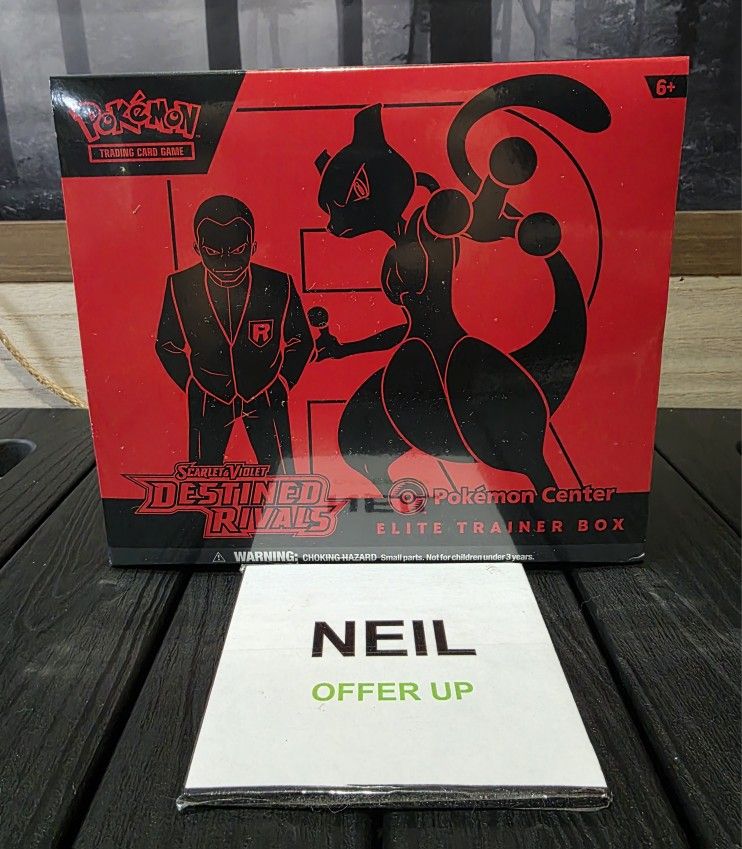 POKéMON
TRADING CARD GAME
6+
R
SCARLET & VIOLET
DESTINED
RIVALS
Pokémon Center
ELITE TRAINER BOX
WARNING: CHOKING HAZARD Small parts. Not for children under 3 years.
NEIL
OFFER UP